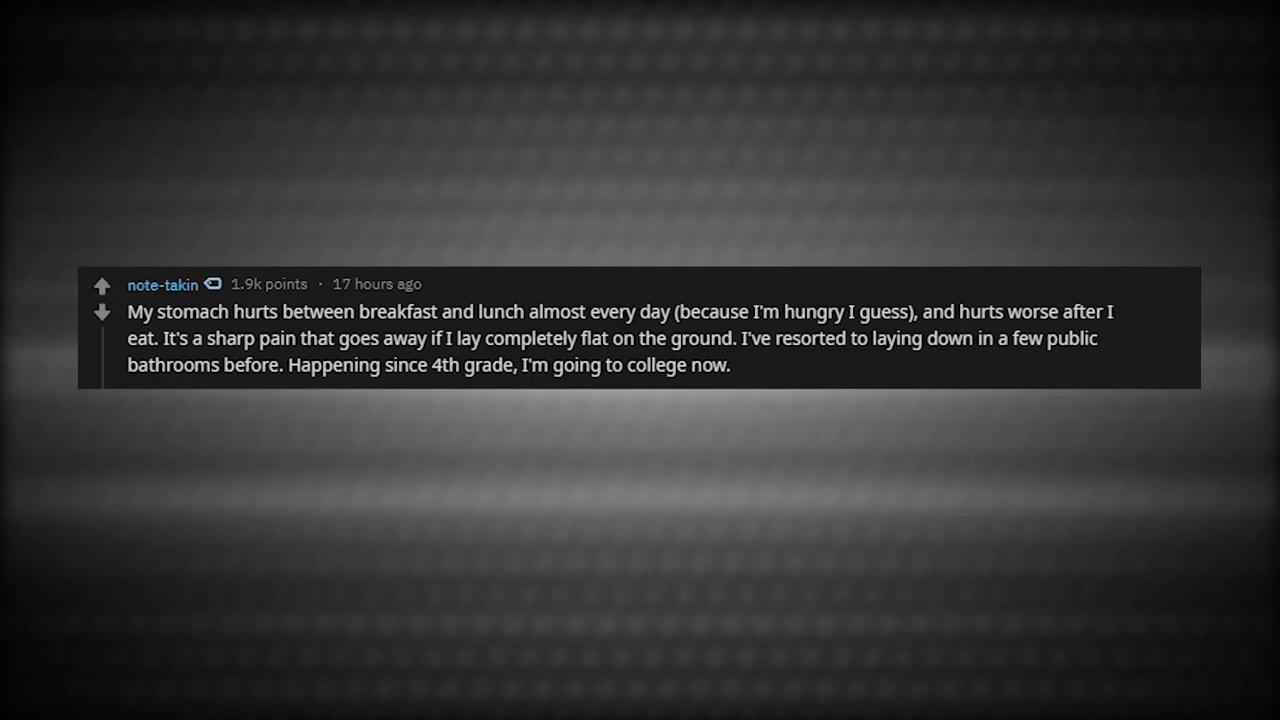 note-takin 1.9k points · 17 hours ago
My stomach hurts between breakfast and lunch almost every day (because I'm hungry I guess), and hurts worse after I
eat. It's a sharp pain that goes away if I lay completely flat on the ground. I've resorted to laying down in a few public
bathrooms before. Happening since 4th grade, I'm going to college now.